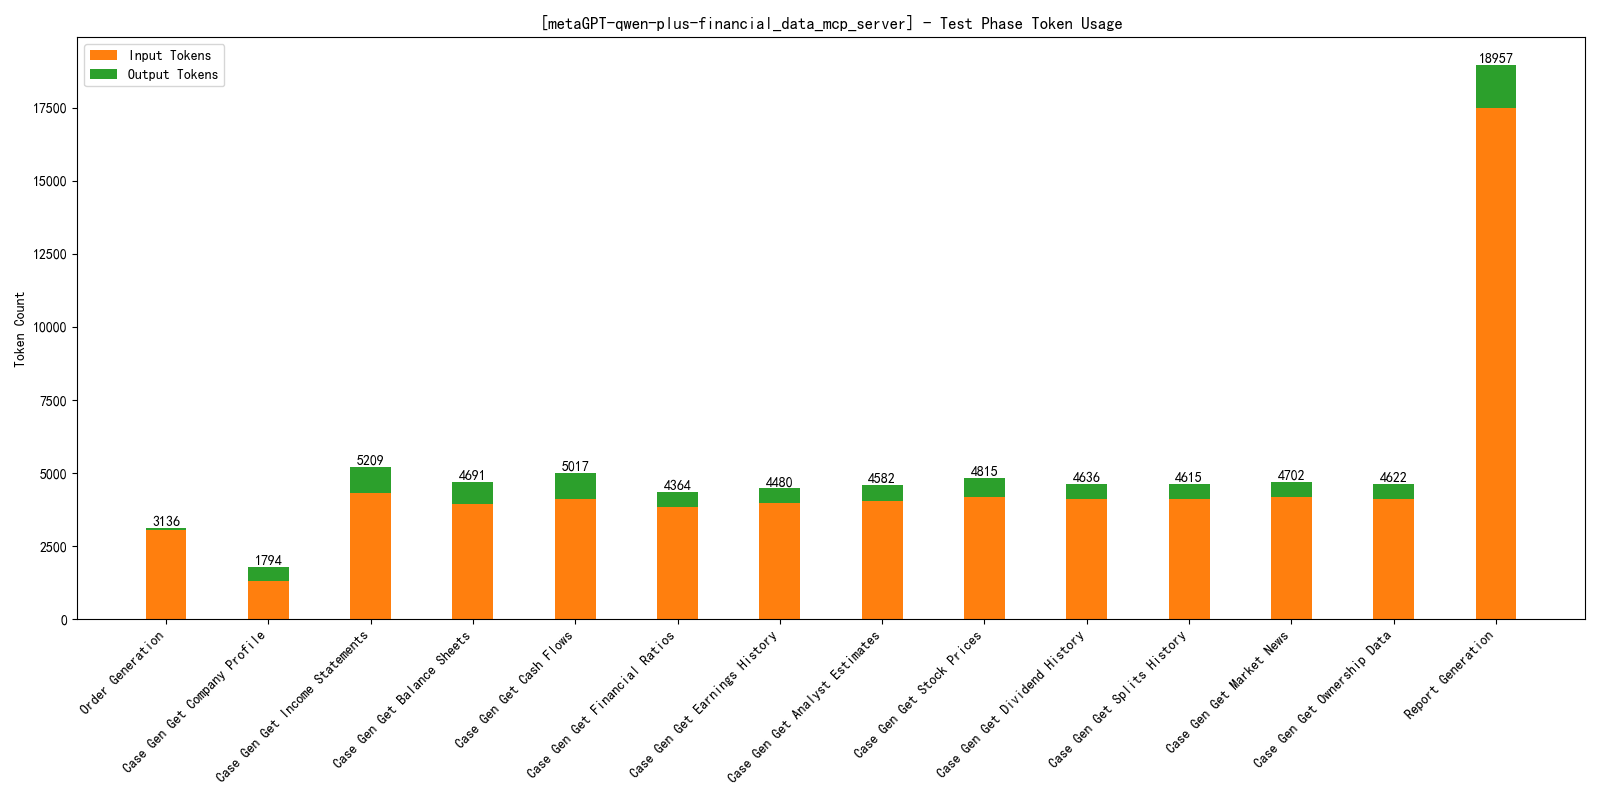 [metaGPT-qwen-plus-financial_data_mcp_server] - Test Phase Token Usage
Input Tokens
Output Tokens
Token Count
17500
15000
12500
10000
7500
5000
2500
0
3136
1794
5209
4691
5017
4364
4480
4582
4815
4636
4615
4702
4622
18957
Order Generation
Case Gen Get Company Profile
Case Gen Get Income Statements
Case Gen Get Balance Sheets
Case Gen Get Cash Flows
Case Gen Get Financial Ratios
Case Gen Get Earnings History
Case Gen Get Analyst Estimates
Case Gen Get Stock Prices
Case Gen Get Dividend History
Case Gen Get Splits History
Case Gen Get Market News
Case Gen Get Ownership Data
Report Generation